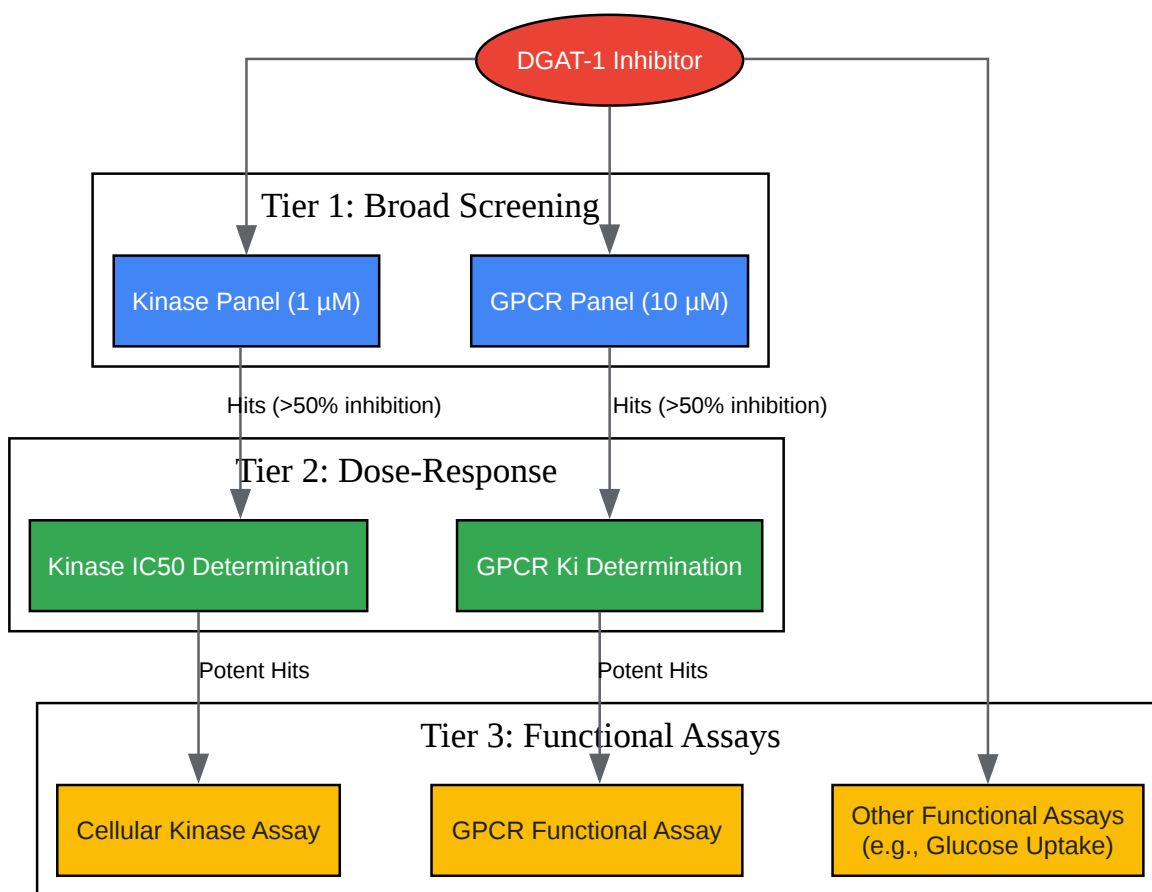 DGAT-1 Inhibitor
Tier 1: Broad Screening
Kinase Panel (1 µM)
GPCR Panel (10 µM)
Hits (>50% inhibition)
Hits (>50% inhibition)
Tier 2: Dose-Response
Kinase IC50 Determination
GPCR Ki Determination
Potent Hits
Potent Hits
Tier 3: Functional Assays
Cellular Kinase Assay
GPCR Functional Assay
Other Functional Assays
(e.g., Glucose Uptake)